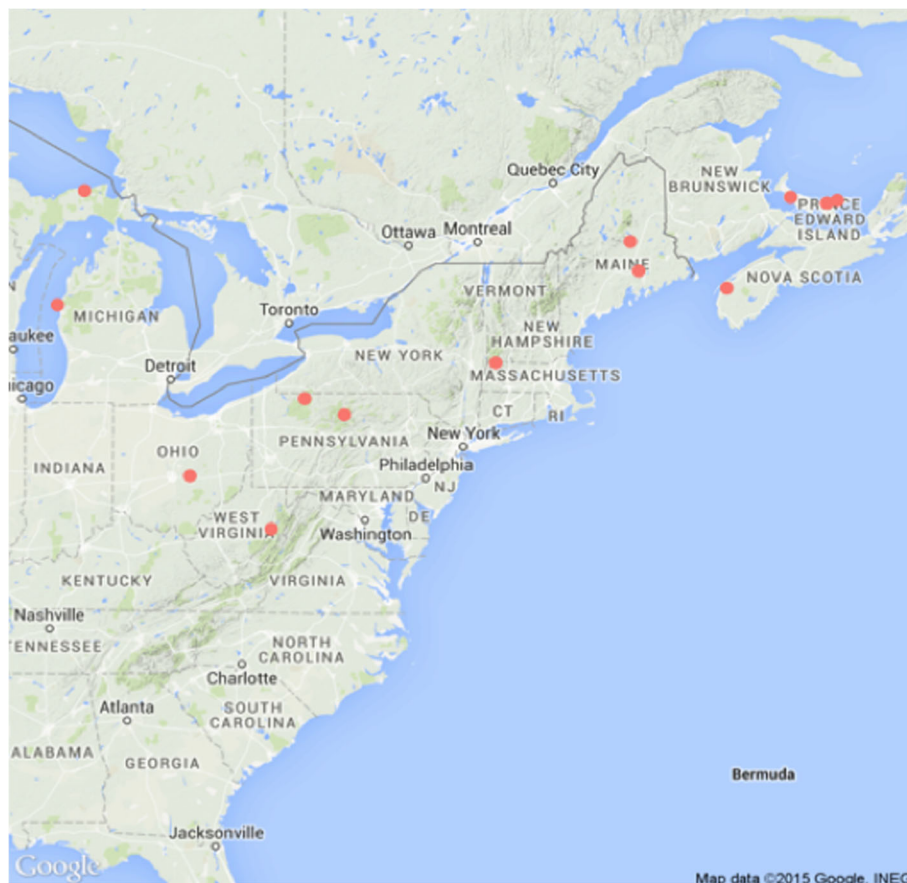 Quebec City
NEW
BRUNSWICK
PRINCE
EDWARD
ISLAND
Ottawa
Montreal
MAINE
NOVA SCOTIA
VERMONT
Toronto
MICHIGAN
NEW
HAMPSHIRE
aukee
NEW YORK
Detroit
MASSACHUSETTS
hicago
CT
RI
PENNSYLVANIA
New York
OHIO
INDIANA
Philadelphia
NJ
MARYLAND
WEST
VIRGINIA
DE
Washington
KENTUCKY
VIRGINIA
Nashville
TENNESSEE
NORTH
CAROLINA
Charlotte
Atlanta
SOUTH
CAROLINA
ALABAMA
GEORGIA
Bermuda
Jacksonville
Google
Map data ©2015 Google, INEG